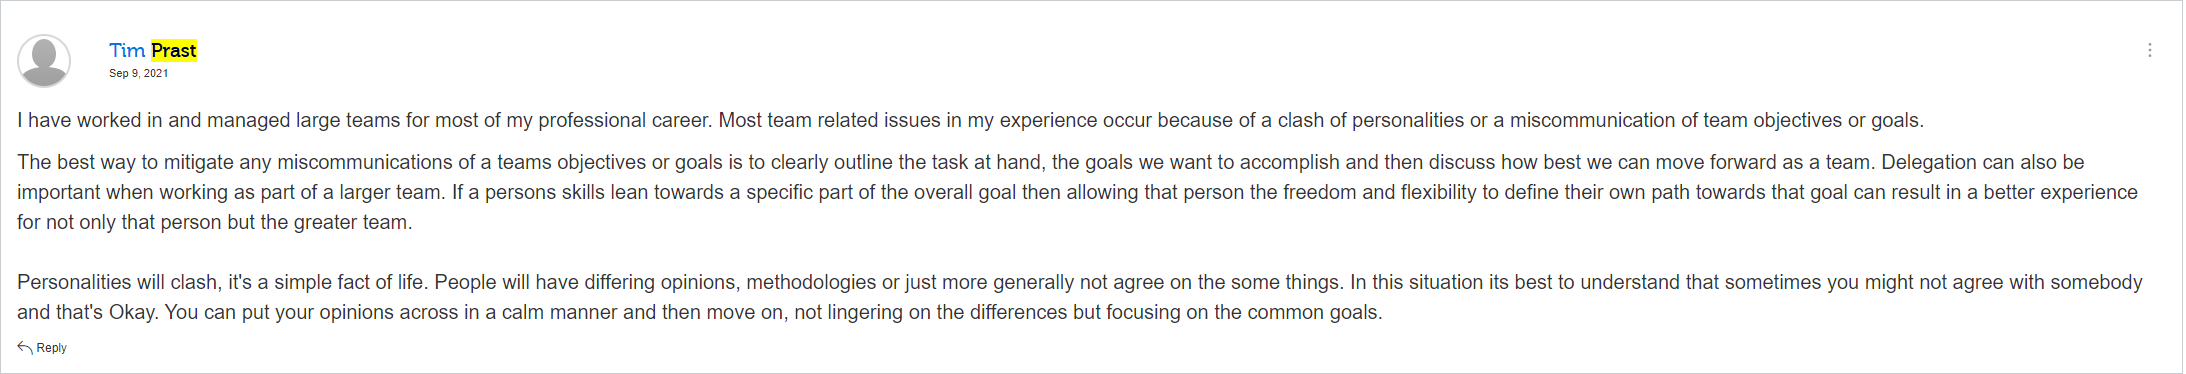 Tim Prast
Sep 9, 2021
I have worked in and managed large teams for most of my professional career. Most team related issues in my experience occur because of a clash of personalities or a miscommunication of team objectives or goals.
The best way to mitigate any miscommunications of a teams objectives or goals is to clearly outline the task at hand, the goals we want to accomplish and then discuss how best we can move forward as a team. Delegation can also be
important when working as part of a larger team. If a persons skills lean towards a specific part of the overall goal then allowing that person the freedom and flexibility to define their own path towards that goal can result in a better experience
for not only that person but the greater team.
Personalities will clash, it's a simple fact of life. People will have differing opinions, methodologies or just more generally not agree on the some things. In this situation its best to understand that sometimes you might not agree with somebody
and that's Okay. You can put your opinions across in a calm manner and then move on, not lingering on the differences but focusing on the common goals.
Reply